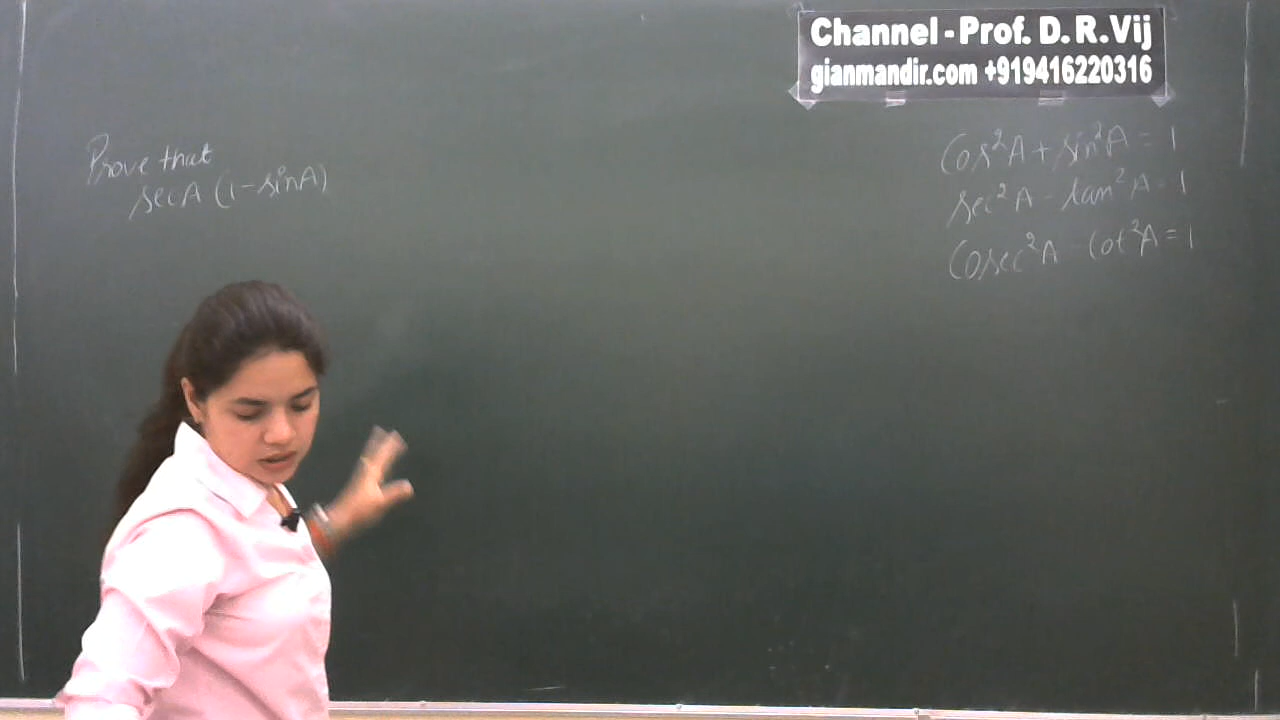 Channel - Prof. D. R. Vij
gianmandir.com +919416220316
Prove that
secA (1-sinA)
Cos²A + sin²A = 1
sec²A - tan²A = 1
Cosec²A - Cot²A = 1